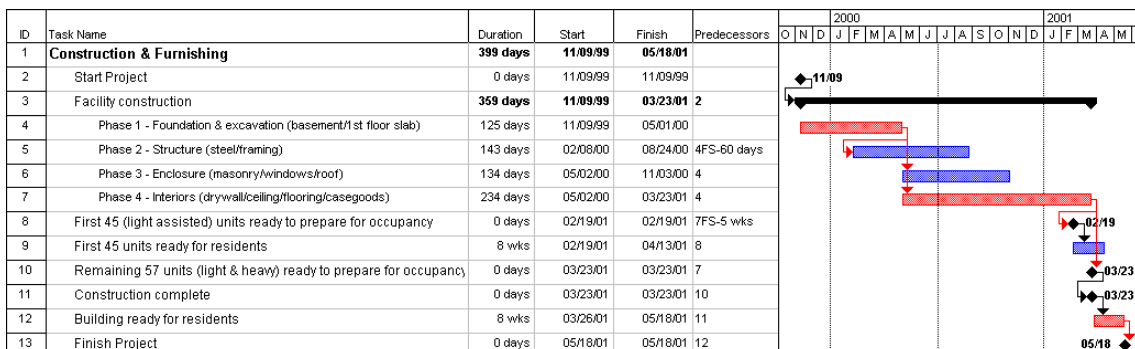 2000 2001
ID Task Name Duration Start Finish Predecessors O N D J F M A M J J A S O N D J F M A M
1 Construction & Furnishing 399 days 11/09/99 05/18/01
2 Start Project 0 days 11/09/99 11/09/99 11/09
3 Facility construction 359 days 11/09/99 03/23/01 2
4 Phase 1 - Foundation & excavation (basement/1st floor slab) 125 days 11/09/99 05/01/00
5 Phase 2 - Structure (steel/framing) 143 days 02/08/00 08/24/00 4FS-60 days
6 Phase 3 - Enclosure (masonry/windows/roof) 134 days 05/02/00 11/03/00 4
7 Phase 4 - Interiors (drywall/ceiling/flooring/casegoods) 234 days 05/02/00 03/23/01 4
8 First 45 (light assisted) units ready to prepare for occupancy 0 days 02/19/01 02/19/01 7FS-5 wks 02/19
9 First 45 units ready for residents 8 wks 02/19/01 04/13/01 8
10 Remaining 57 units (light & heavy) ready to prepare for occupancy 0 days 03/23/01 03/23/01 7 03/23
11 Construction complete 0 days 03/23/01 03/23/01 10 03/23
12 Building ready for residents 8 wks 03/26/01 05/18/01 11
13 Finish Project 0 days 05/18/01 05/18/01 12 05/18